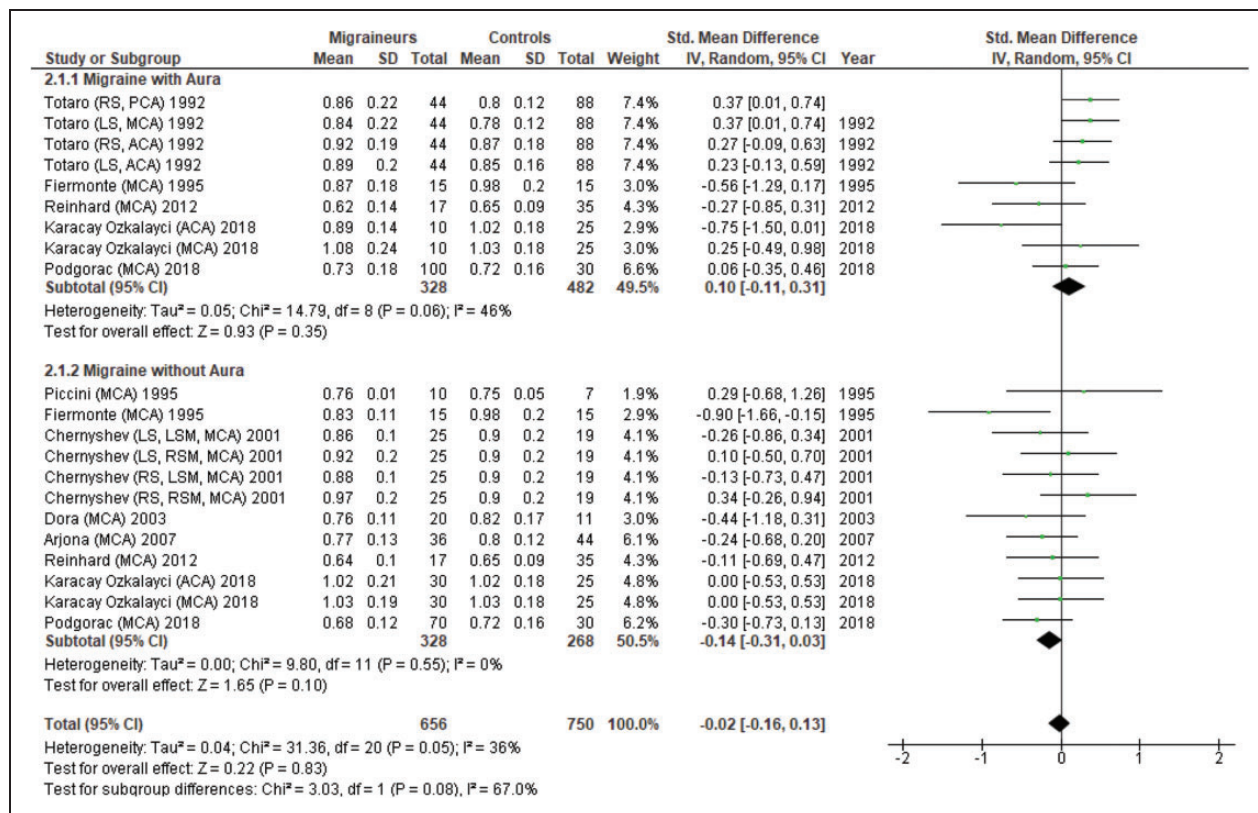 Migraineurs Controls Std. Mean Difference Std. Mean Difference
Study or Subgroup Mean SD Total Mean SD Total Weight IV, Random, 95% CI Year IV, Random, 95% CI
2.1.1 Migraine with Aura
Totaro (RS, PCA) 1992 0.86 0.22 44 0.8 0.12 88 7.4% 0.37 [0.01, 0.74]
Totaro (LS, MCA) 1992 0.84 0.22 44 0.78 0.12 88 7.4% 0.37 [0.01, 0.74] 1992
Totaro (RS, ACA) 1992 0.92 0.19 44 0.87 0.18 88 7.4% 0.27 [-0.09, 0.63] 1992
Totaro (LS, ACA) 1992 0.89 0.2 44 0.85 0.16 88 7.4% 0.23 [-0.13, 0.59] 1992
Fiermonte (MCA) 1995 0.87 0.18 15 0.98 0.2 15 3.0% -0.56 [-1.29, 0.17] 1995
Reinhard (MCA) 2012 0.62 0.14 17 0.65 0.09 35 4.3% -0.27 [-0.85, 0.31] 2012
Karacay Ozkalayci (ACA) 2018 0.89 0.14 10 1.02 0.18 25 2.9% -0.75 [-1.50, 0.01] 2018
Karacay Ozkalayci (MCA) 2018 1.08 0.24 10 1.03 0.18 25 3.0% 0.25 [-0.49, 0.98] 2018
Podgorac (MCA) 2018 0.73 0.18 100 0.72 0.16 30 6.6% 0.06 [-0.35, 0.46] 2018
Subtotal (95% CI) 328 482 49.5% 0.10 [-0.11, 0.31]
Heterogeneity: Tau² = 0.05; Chi² = 14.79, df = 8 (P = 0.06); I² = 46%
Test for overall effect: Z = 0.93 (P = 0.35)
2.1.2 Migraine without Aura
Piccini (MCA) 1995 0.76 0.01 10 0.75 0.05 7 1.9% 0.29 [-0.68, 1.26] 1995
Fiermonte (MCA) 1995 0.83 0.11 15 0.98 0.2 15 2.9% -0.90 [-1.66, -0.15] 1995
Chernyshev (LS, LSM, MCA) 2001 0.86 0.1 25 0.9 0.2 19 4.1% -0.26 [-0.86, 0.34] 2001
Chernyshev (LS, RSM, MCA) 2001 0.92 0.2 25 0.9 0.2 19 4.1% 0.10 [-0.50, 0.70] 2001
Chernyshev (RS, LSM, MCA) 2001 0.88 0.1 25 0.9 0.2 19 4.1% -0.13 [-0.73, 0.47] 2001
Chernyshev (RS, RSM, MCA) 2001 0.97 0.2 25 0.9 0.2 19 4.1% 0.34 [-0.26, 0.94] 2001
Dora (MCA) 2003 0.76 0.11 20 0.82 0.17 11 3.0% -0.44 [-1.18, 0.31] 2003
Arjona (MCA) 2007 0.77 0.13 36 0.8 0.12 44 6.1% -0.24 [-0.68, 0.20] 2007
Reinhard (MCA) 2012 0.64 0.1 17 0.65 0.09 35 4.3% -0.11 [-0.69, 0.47] 2012
Karacay Ozkalayci (ACA) 2018 1.02 0.21 30 1.02 0.18 25 4.8% 0.00 [-0.53, 0.53] 2018
Karacay Ozkalayci (MCA) 2018 1.03 0.19 30 1.03 0.18 25 4.8% 0.00 [-0.53, 0.53] 2018
Podgorac (MCA) 2018 0.68 0.12 70 0.72 0.16 30 6.2% -0.30 [-0.73, 0.13] 2018
Subtotal (95% CI) 328 268 50.5% -0.14 [-0.31, 0.03]
Heterogeneity: Tau² = 0.00; Chi² = 9.80, df = 11 (P = 0.55); I² = 0%
Test for overall effect: Z = 1.65 (P = 0.10)
Total (95% CI) 656 750 100.0% -0.02 [-0.16, 0.13]
Heterogeneity: Tau² = 0.04; Chi² = 31.36, df = 20 (P = 0.05); I² = 36%
Test for overall effect: Z = 0.22 (P = 0.83)
Test for subgroup differences: Chi² = 3.03, df = 1 (P = 0.08), I² = 67.0%
-2 -1 0 1 2